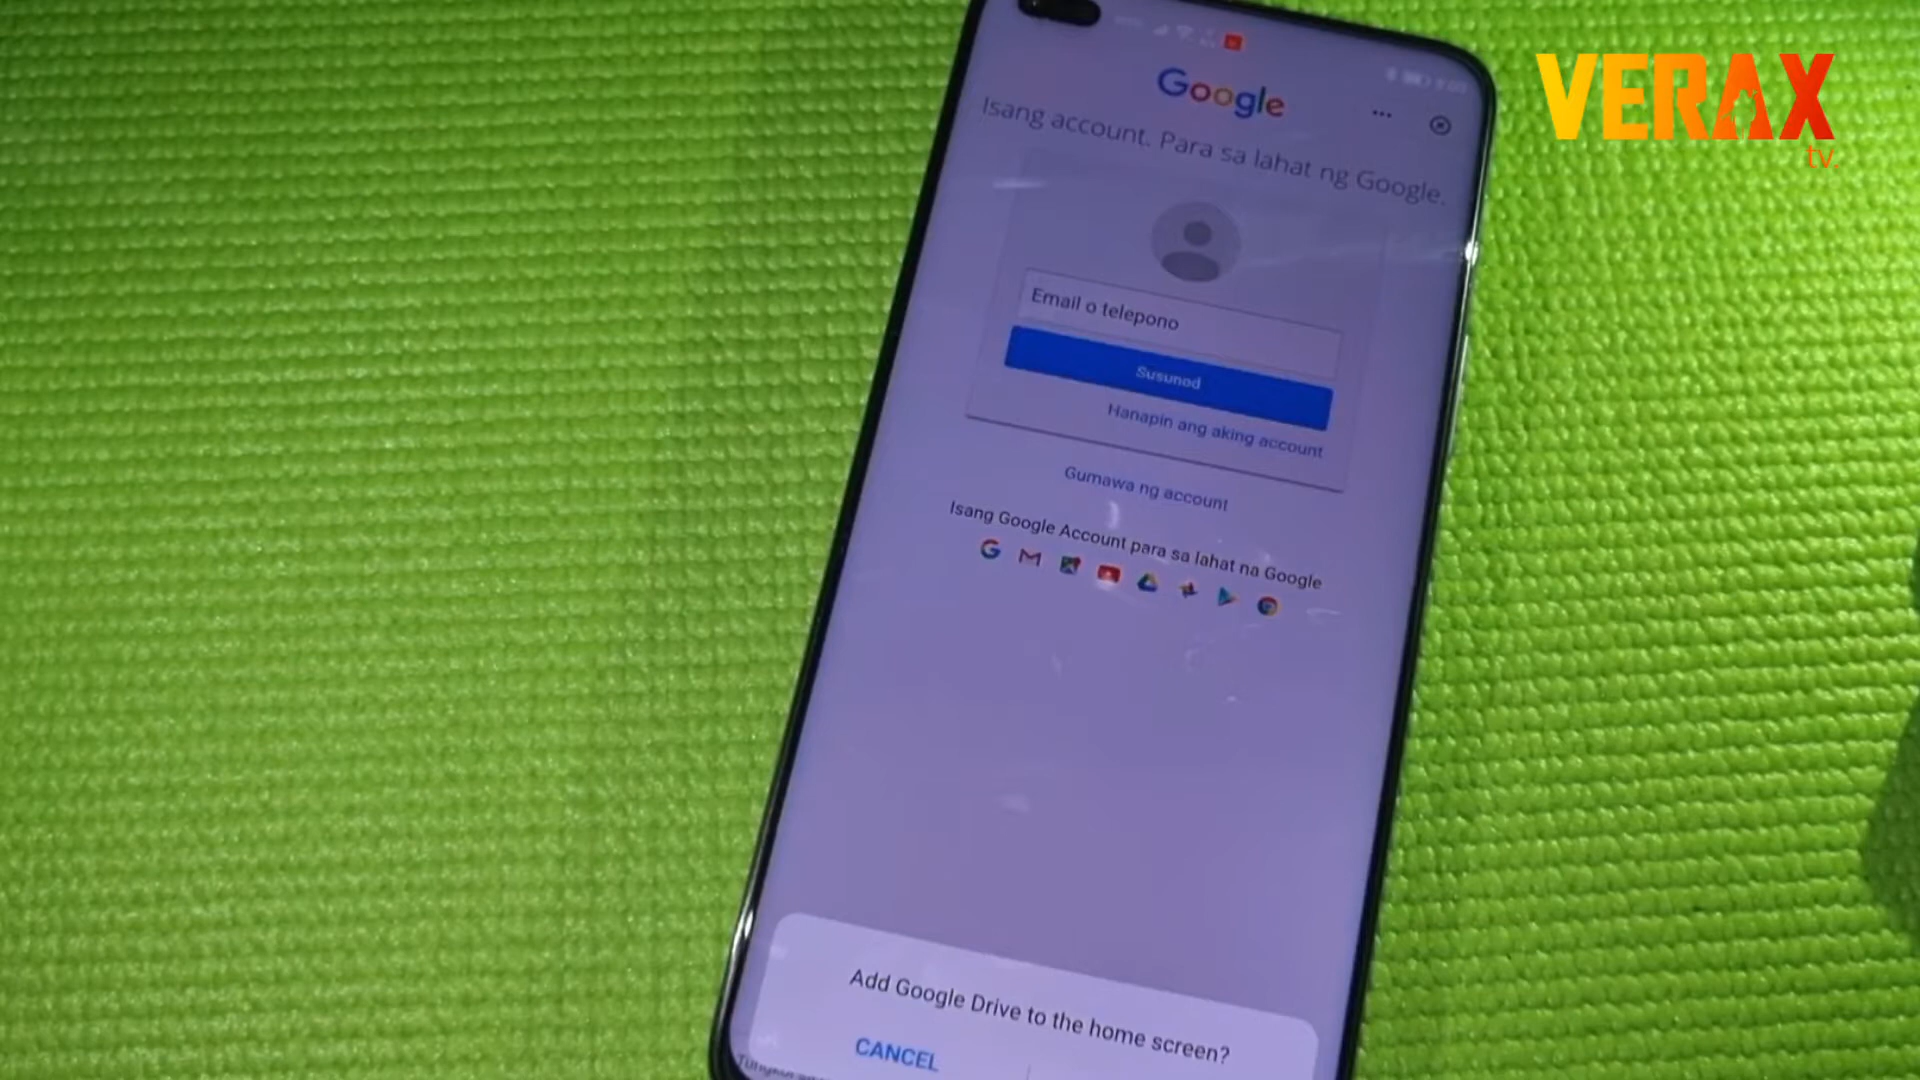 VERAX
tv.
Google
Isang account. Para sa lahat ng Google.
Email o telepono
Susunod
Hanapin ang aking account
Gumawa ng account
Isang Google Account para sa lahat na Google
Add Google Drive to the home screen?
CANCEL